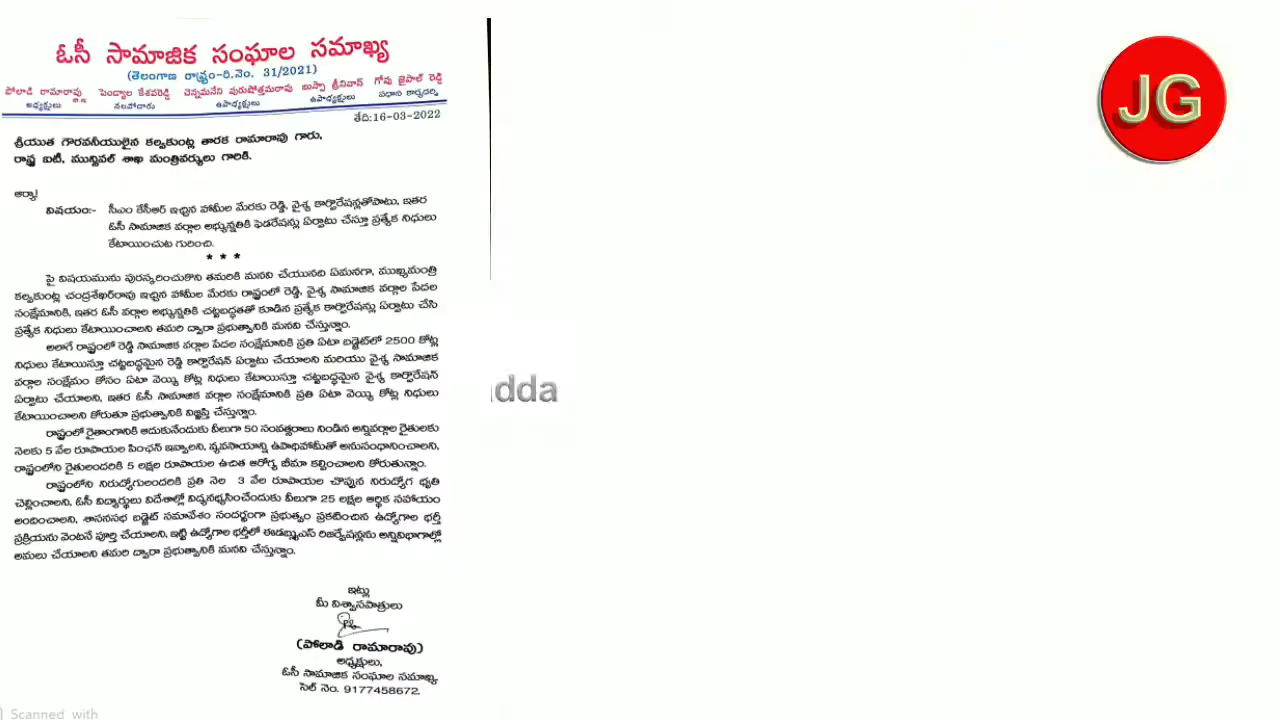 ఓసీ సామాజిక సంఘాల సమాఖ్య
(తెలంగాణ రాష్ట్రం-రి.నెం. 31/2021)
పోలాడి రామారావు పెండ్యాల కేశవరెడ్డి చెన్నమనేని పురుషోత్తమరావు బుస్సా శ్రీనివాస్ గోపు జైపాల్ రెడ్డి
అధ్యక్షులు సలహాదారు ఉపాధ్యక్షులు ఉపాధ్యక్షులు ప్రధాన కార్యదర్శి
తేది:16-03-2022
శ్రీయుత గౌరవనీయులైన కల్వకుంట్ల తారక రామారావు గారు,
రాష్ట్ర ఐటీ, మున్సిపల్ శాఖ మంత్రివర్యులు గారికి.
ఆర్యా!
విషయం:- సీఎం కేసీఆర్ ఇచ్చిన హామీల మేరకు రెడ్డి, వైశ్య కార్పొరేషన్లతోపాటు, ఇతర
ఓసీ సామాజిక వర్గాల అభ్యున్నతికి ఫెడరేషన్లు ఏర్పాటు చేస్తూ ప్రత్యేక నిధులు
కేటాయించుట గురించి.
* * *
పై విషయమును పురస్కరించుకొని తమరికి మనవి చేయునది ఏమనగా, ముఖ్యమంత్రి
కల్వకుంట్ల చంద్రశేఖర్‌రావు ఇచ్చిన హామీల మేరకు రాష్ట్రంలో రెడ్డి, వైశ్య సామాజిక వర్గాల పేదల
సంక్షేమానికి, ఇతర ఓసీ వర్గాల అభ్యున్నతికి చట్టబద్ధతతో కూడిన ప్రత్యేక కార్పొరేషన్లు ఏర్పాటు చేసి
ప్రత్యేక నిధులు కేటాయించాలని తమరి ద్వారా ప్రభుత్వానికి మనవి చేస్తున్నాం.
అలాగే రాష్ట్రంలో రెడ్డి సామాజిక వర్గాల పేదల సంక్షేమానికి ప్రతి ఏటా బడ్జెట్‌లో 2500 కోట్ల
నిధులు కేటాయిస్తూ చట్టబద్ధమైన రెడ్డి కార్పొరేషన్ ఏర్పాటు చేయాలని మరియు వైశ్య సామాజిక
వర్గాల సంక్షేమం కోసం ఏటా వెయ్యి కోట్ల నిధులు కేటాయిస్తూ చట్టబద్ధమైన వైశ్య కార్పొరేషన్
ఏర్పాటు చేయాలని, ఇతర ఓసీ సామాజిక వర్గాల సంక్షేమానికి ప్రతి ఏటా వెయ్యి కోట్ల నిధులు
కేటాయించాలని కోరుతూ ప్రభుత్వానికి విజ్ఞప్తి చేస్తున్నాం.
రాష్ట్రంలో రైతాంగానికి ఆదుకునేందుకు వీలుగా 50 సంవత్సరాలు నిండిన అన్నివర్గాల రైతులకు
నెలకు 5 వేల రూపాయల పింఛన్ ఇవ్వాలని, వ్యవసాయాన్ని ఉపాధిహామీతో అనుసంధానించాలని,
రాష్ట్రంలోని రైతులందరికి 5 లక్షల రూపాయల ఉచిత ఆరోగ్య బీమా కల్పించాలని కోరుతున్నాం.
రాష్ట్రంలోని నిరుద్యోగులందరికి ప్రతి నెల 3 వేల రూపాయల చొప్పున నిరుద్యోగ భృతి
చెల్లించాలని, ఓసీ విద్యార్థులు విదేశాల్లో విద్యనభ్యసించేందుకు వీలుగా 25 లక్షల ఆర్థిక సహాయం
అందించాలని, శాసనసభ బడ్జెట్ సమావేశం సందర్భంగా ప్రభుత్వం ప్రకటించిన ఉద్యోగాల భర్తీ
ప్రక్రియను వెంటనే పూర్తి చేయాలని, ఇట్టి ఉద్యోగాల భర్తీలో ఈడబ్ల్యుఎస్ రిజర్వేషన్లను అన్నివిభాగాల్లో
అమలు చేయాలని తమరి ద్వారా ప్రభుత్వానికి మనవి చేస్తున్నాం.
ఇట్లు
మీ విశ్వాసపాత్రులు
(పోలాడి రామారావు)
అధ్యక్షులు,
ఓసీ సామాజిక సంఘాల సమాఖ్య
సెల్ నెం. 9177458672.
Scanned with
dda
JG